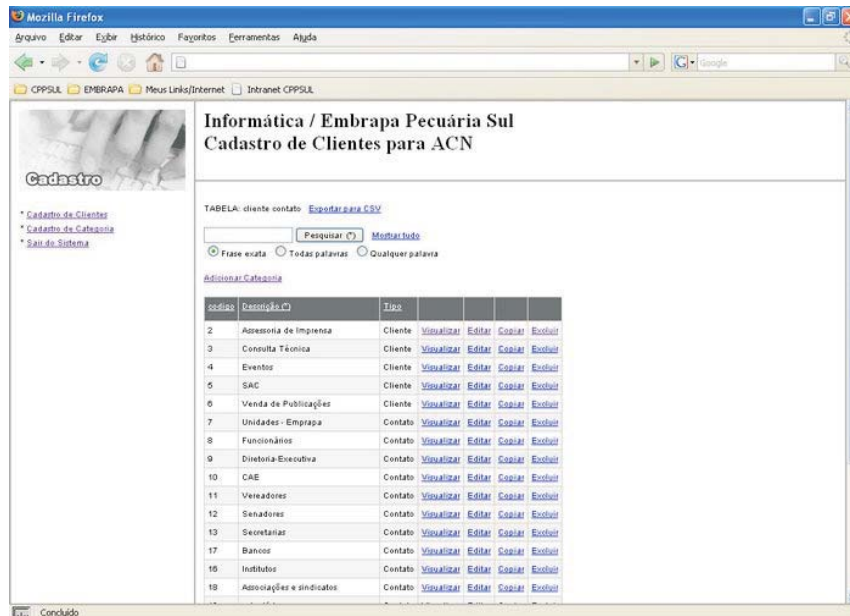 Mozilla Firefox
Arquivo Editar Exibir Histórico Favoritos Ferramentas Ajuda
Google
CPPSUL EMBRAPA Meus Links/Internet Intranet CPPSUL
Cadastro
* Cadastro de Clientes
* Cadastro de Categoria
* Sair do Sistema
Informática / Embrapa Pecuária Sul
Cadastro de Clientes para ACN
TABELA: cliente contato Exportar para CSV
Pesquisar (*) Mostrar tudo
Frase exata Todas palavras Qualquer palavra
Adicionar Categoria
codigo Descrição (*) Tipo
2 Assessoria de Imprensa Cliente Visualizar Editar Copiar Excluir
3 Consulta Técnica Cliente Visualizar Editar Copiar Excluir
4 Eventos Cliente Visualizar Editar Copiar Excluir
5 SAC Cliente Visualizar Editar Copiar Excluir
6 Venda de Publicações Cliente Visualizar Editar Copiar Excluir
7 Unidades - Emprapa Contato Visualizar Editar Copiar Excluir
8 Funcionários Contato Visualizar Editar Copiar Excluir
9 Diretoria-Executiva Contato Visualizar Editar Copiar Excluir
10 CAE Contato Visualizar Editar Copiar Excluir
11 Vereadores Contato Visualizar Editar Copiar Excluir
12 Senadores Contato Visualizar Editar Copiar Excluir
13 Secretarias Contato Visualizar Editar Copiar Excluir
17 Bancos Contato Visualizar Editar Copiar Excluir
16 Institutos Contato Visualizar Editar Copiar Excluir
18 Associações e sindicatos Contato Visualizar Editar Copiar Excluir
Concluído